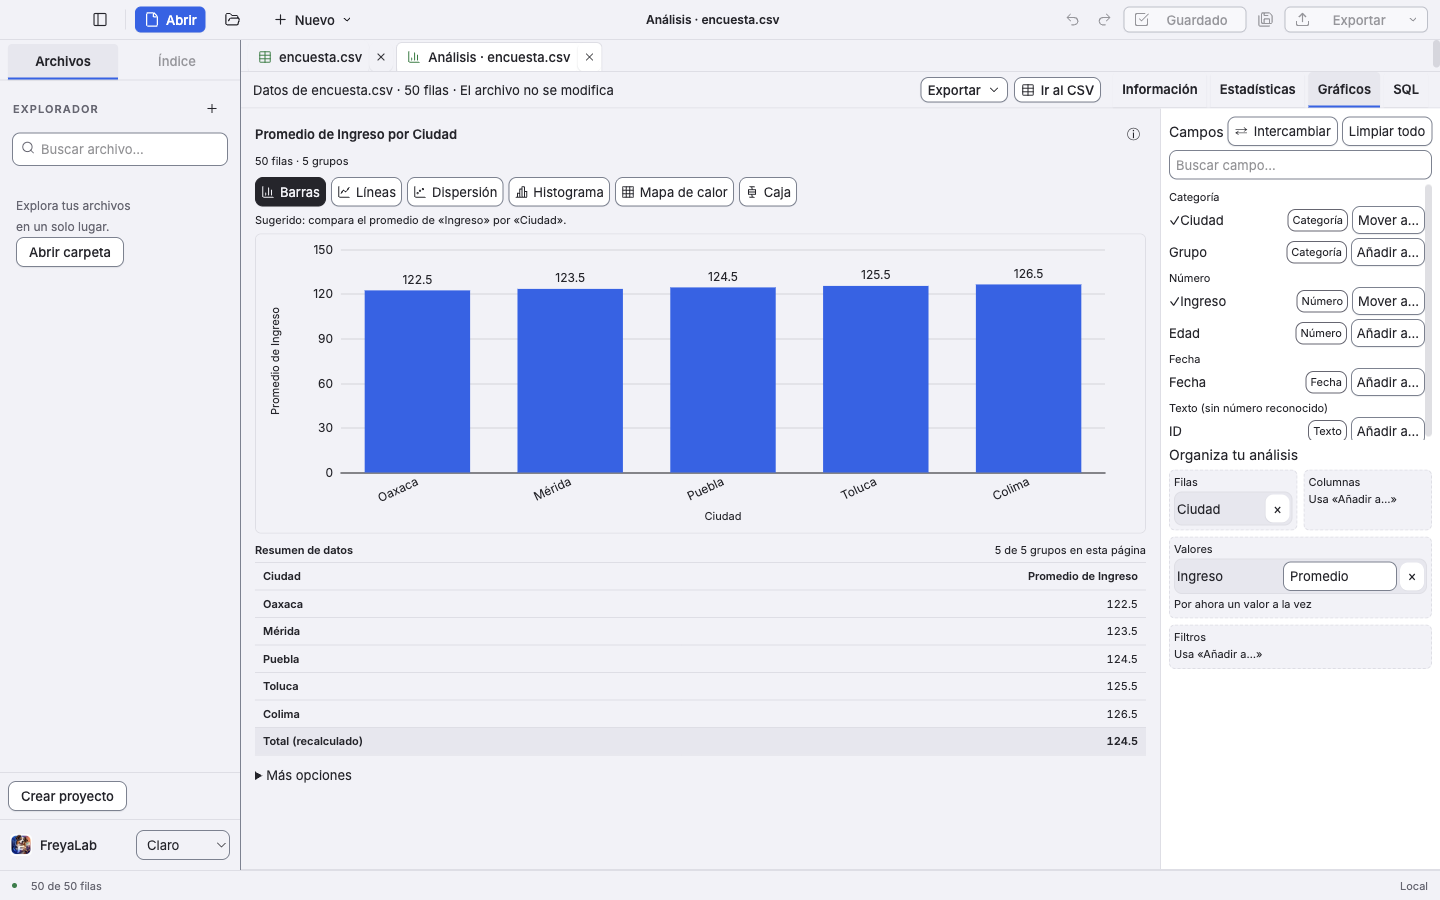 Abrir
Nuevo
Análisis · encuesta.csv
Guardado
Exportar
Archivos
Índice
EXPLORADOR
Buscar archivo...
Explora tus archivos
en un solo lugar.
Abrir carpeta
Crear proyecto
FreyaLab
Claro
encuesta.csv
Análisis · encuesta.csv
Datos de encuesta.csv · 50 filas · El archivo no se modifica
Exportar
Ir al CSV
Información
Estadísticas
Gráficos
SQL
Promedio de Ingreso por Ciudad
50 filas · 5 grupos
Barras
Líneas
Dispersión
Histograma
Mapa de calor
Caja
Sugerido: compara el promedio de «Ingreso» por «Ciudad».
150
120
90
60
30
0
Promedio de Ingreso
122.5
123.5
124.5
125.5
126.5
Oaxaca
Mérida
Puebla
Toluca
Colima
Ciudad
Resumen de datos
5 de 5 grupos en esta página
Ciudad Promedio de Ingreso
Oaxaca 122.5
Mérida 123.5
Puebla 124.5
Toluca 125.5
Colima 126.5
Total (recalculado) 124.5
Más opciones
Campos
Intercambiar
Limpiar todo
Buscar campo...
Categoría
Ciudad Categoría Mover a...
Grupo Categoría Añadir a...
Número
Ingreso Número Mover a...
Edad Número Añadir a...
Fecha
Fecha Fecha Añadir a...
Texto (sin número reconocido)
ID Texto Añadir a...
Organiza tu análisis
Filas
Ciudad ×
Columnas
Usa «Añadir a...»
Valores
Ingreso Promedio ×
Por ahora un valor a la vez
Filtros
Usa «Añadir a...»
50 de 50 filas
Local